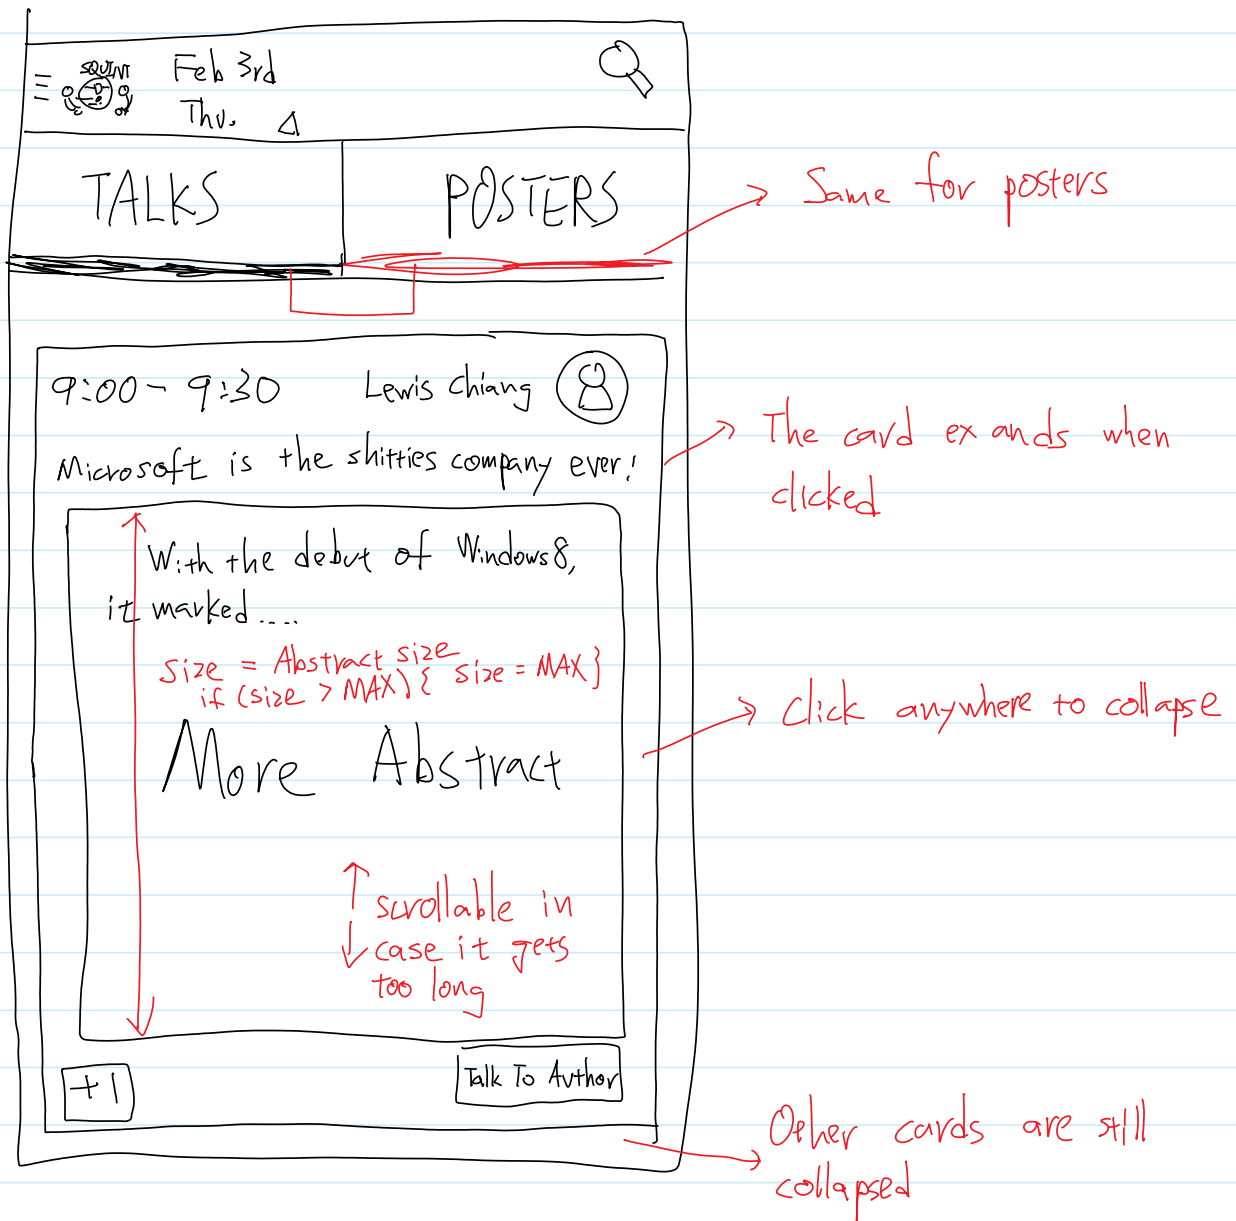 SQUINT
Feb 3rd
Thu.
TALKS
POSTERS
Same for posters
9:00 - 9:30
Lewis Chiang
Microsoft is the shitties company ever!
The card ex ands when
clicked
With the debut of Windows 8,
it marked....
size = Abstract size
if (size > MAX) { size = MAX }
More Abstract
Click anywhere to collapse
scrollable in
case it gets
too long
+1
Talk To Author
Other cards are still
collapsed